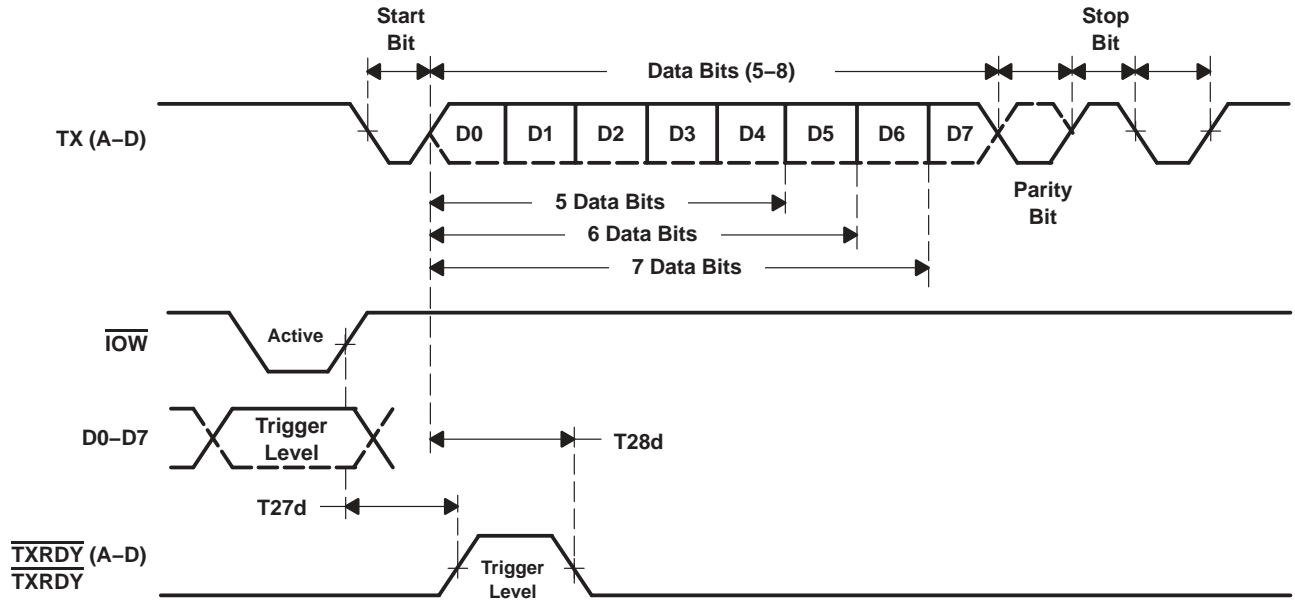 Start
Bit
Stop
Bit
Data Bits (5–8)
TX (A–D)
D0
D1
D2
D3
D4
D5
D6
D7
Parity
Bit
5 Data Bits
6 Data Bits
7 Data Bits
IOW
Active
D0–D7
Trigger
Level
T28d
T27d
TXRDY (A–D)
TXRDY
Trigger
Level